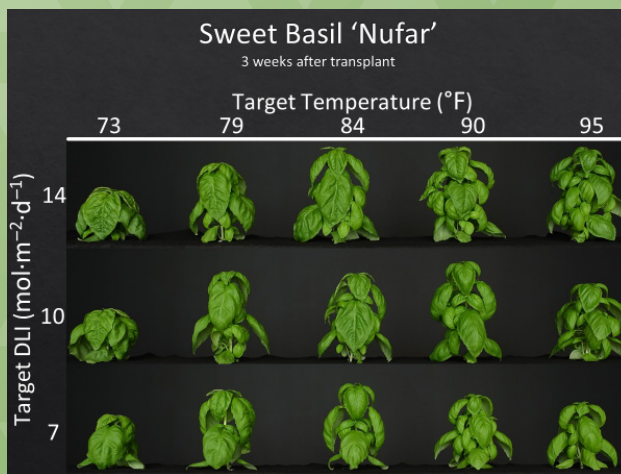 Sweet Basil ‘Nufar’
3 weeks after transplant
Target Temperature (°F)
73 79 84 90 95
Target DLI (mol·m⁻²·d⁻¹)
14
10
7